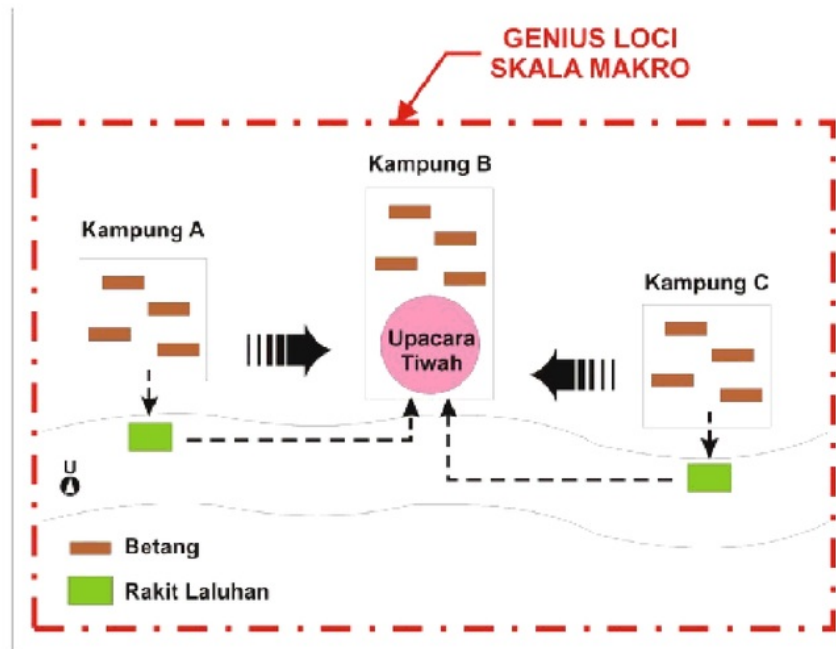 GENIUS LOCI
SKALA MAKRO
Kampung B
Kampung A
Kampung C
Upacara
Tiwah
U
Betang
Rakit Laluhan